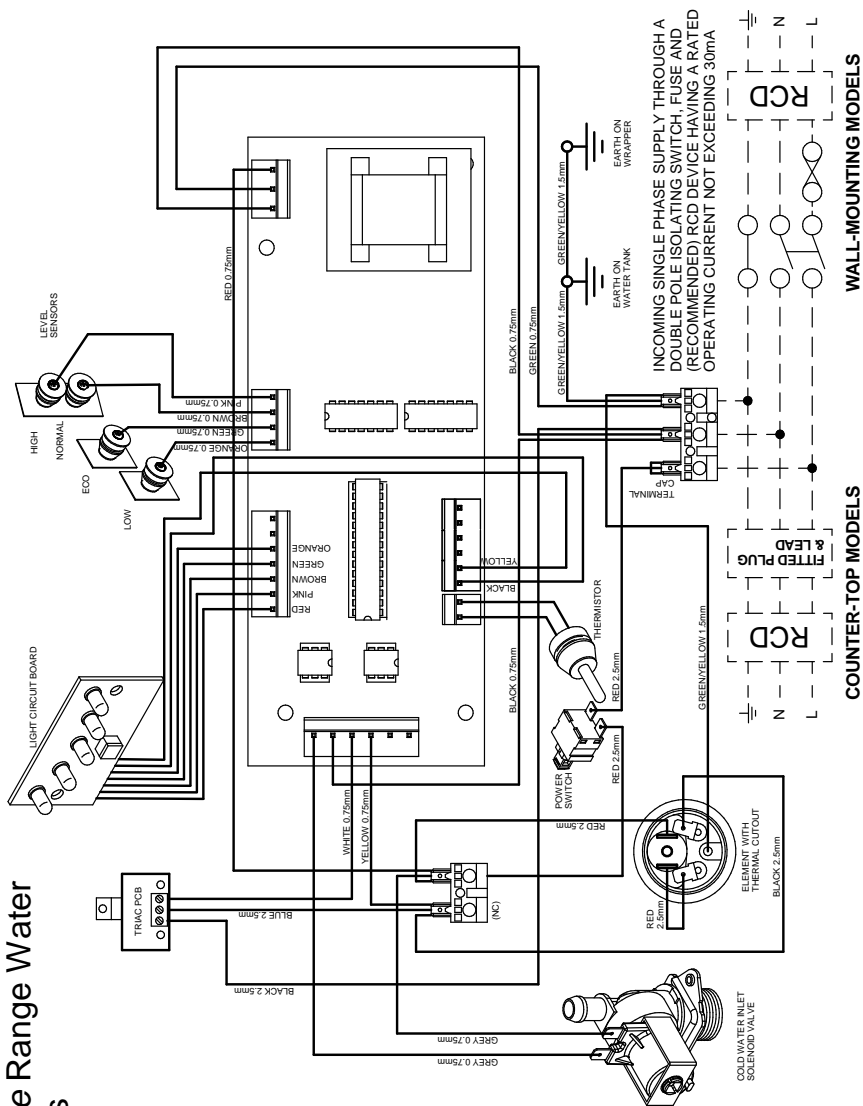 e Range Water
s
LIGHT CIRCUIT BOARD
TRIAC PCB
BLUE 2.5mm
BLACK 2.5mm
GREY 0.75mm
GREY 0.75mm
COLD WATER INLET
SOLENOID VALVE
WHITE 0.75mm
YELLOW 0.75mm
(NC)
RED
2.5mm
RED 2.5mm
ELEMENT WITH
THERMAL CUTOUT
BLACK 2.5mm
POWER
SWITCH
RED 2.5mm
RED 2.5mm
THERMISTOR
BLACK 0.75mm
RED
PINK
BROWN
GREEN
ORANGE
BLACK
YELLOW
HIGH
NORMAL
ECO
LOW
LEVEL
SENSORS
PINK 0.75mm
BROWN 0.75mm
GREEN 0.75mm
ORANGE 0.75mm
RED 0.75mm
BLACK 0.75mm
GREEN 0.75mm
GREEN/YELLOW 1.5mm
GREEN/YELLOW 1.5mm
EARTH ON
WATER TANK
EARTH ON
WRAPPER
TERMINAL
CAP
GREEN/YELLOW 1.5mm
INCOMING SINGLE PHASE SUPPLY THROUGH A
DOUBLE POLE ISOLATING SWITCH, FUSE AND
(RECOMMENDED) RCD DEVICE HAVING A RATED
OPERATING CURRENT NOT EXCEEDING 30mA
N
L
RCD
FITTED PLUG
& LEAD
COUNTER-TOP MODELS
RCD
N
L
WALL-MOUNTING MODELS